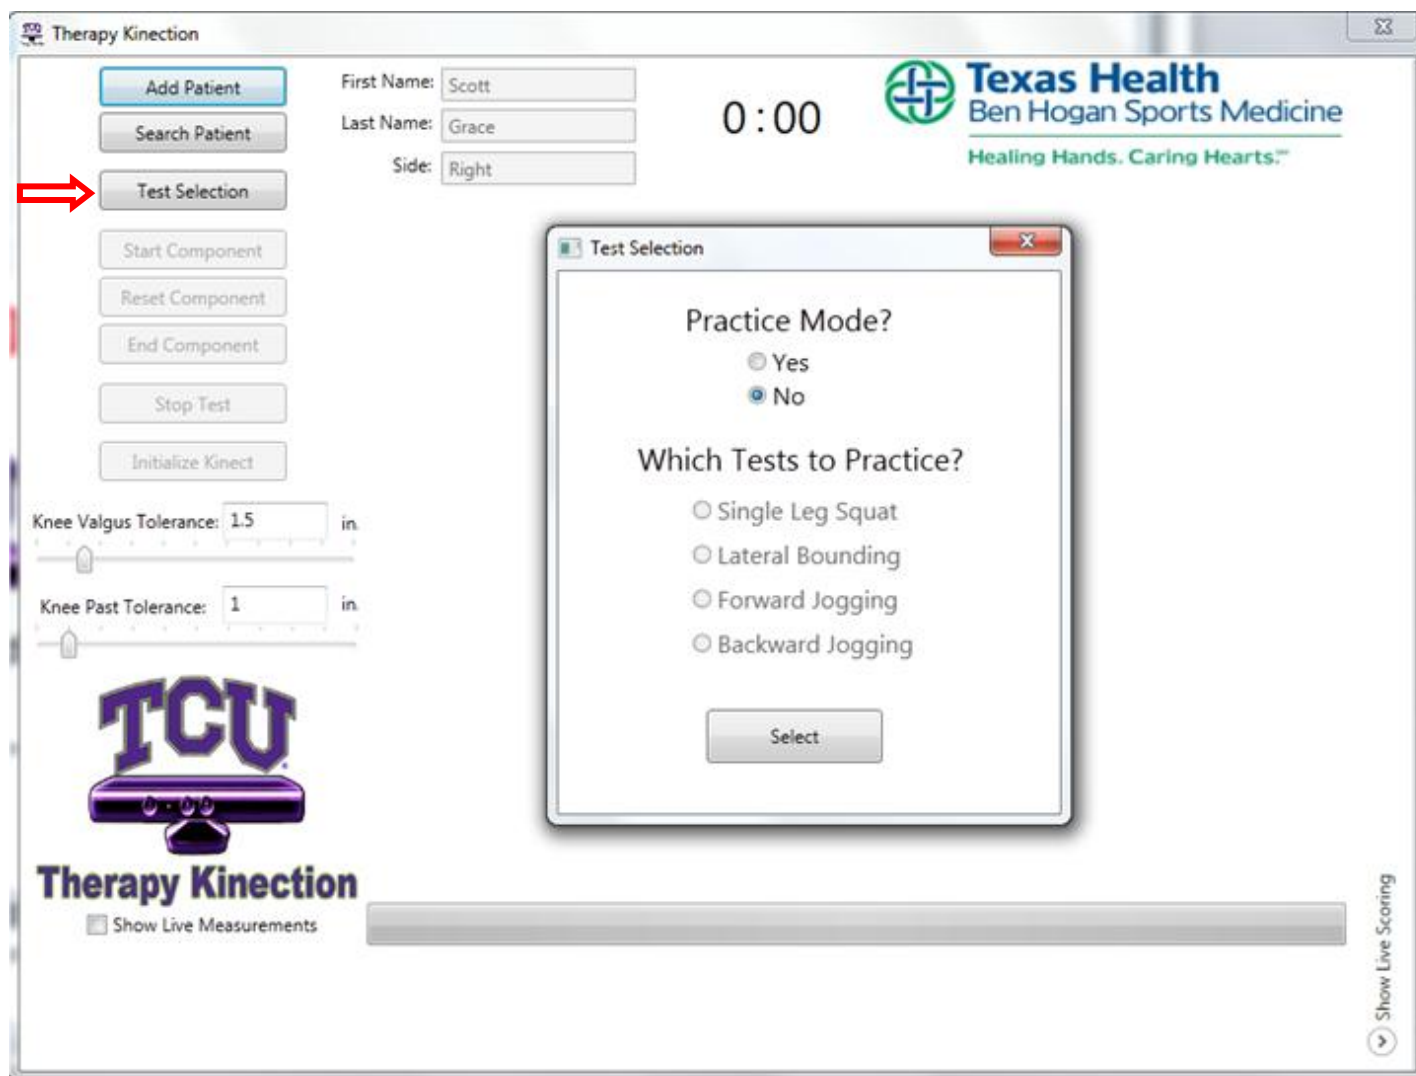 Therapy Kinection
Add Patient
Search Patient
Test Selection
Start Component
Reset Component
End Component
Stop Test
Initialize Kinect
First Name: Scott
Last Name: Grace
Side: Right
0:00
Texas Health
Ben Hogan Sports Medicine
Healing Hands. Caring Hearts.℠
Knee Valgus Tolerance: 1.5 in.
Knee Past Tolerance: 1 in.
TCU
Therapy Kinection
Show Live Measurements
Test Selection
Practice Mode?
Yes
No
Which Tests to Practice?
Single Leg Squat
Lateral Bounding
Forward Jogging
Backward Jogging
Select
Show Live Scoring